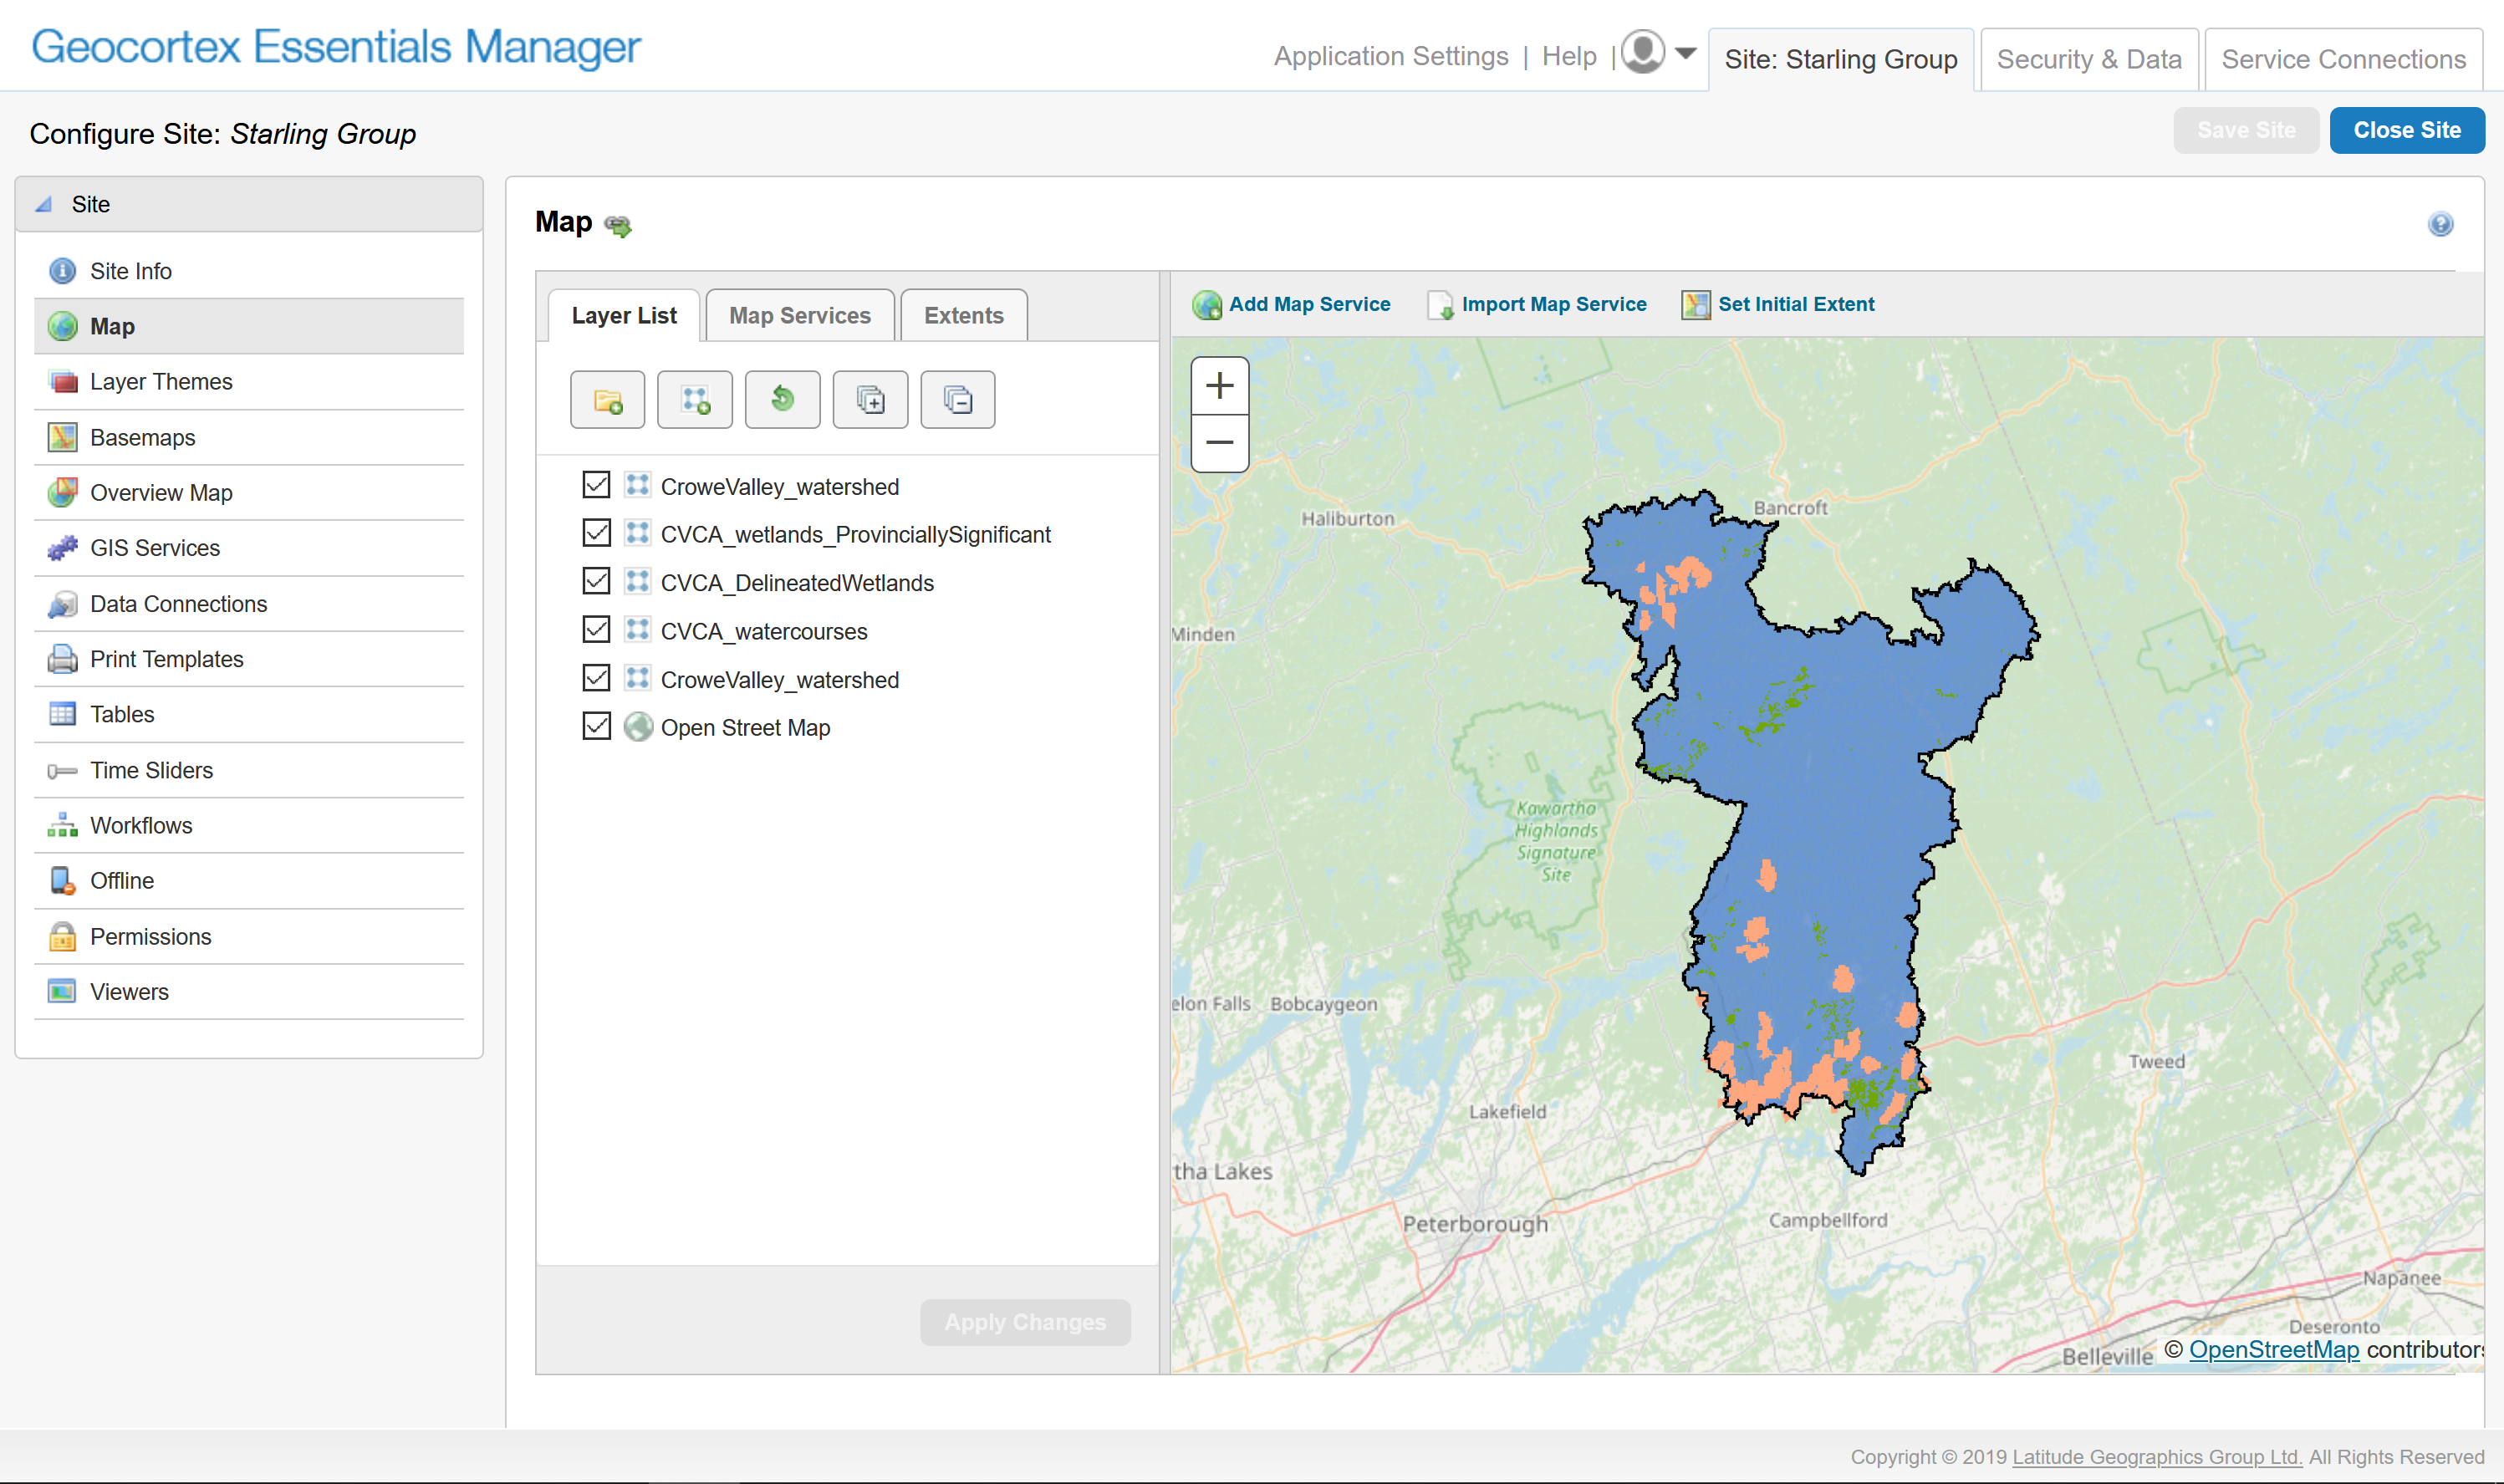 Geocortex Essentials Manager
Application Settings | Help |
Site: Starling Group
Security & Data
Service Connections
Configure Site: Starling Group
Save Site
Close Site
Site
Site Info
Map
Layer Themes
Basemaps
Overview Map
GIS Services
Data Connections
Print Templates
Tables
Time Sliders
Workflows
Offline
Permissions
Viewers
Map
Layer List
Map Services
Extents
CroweValley_watershed
CVCA_wetlands_ProvinciallySignificant
CVCA_DelineatedWetlands
CVCA_watercourses
CroweValley_watershed
Open Street Map
Apply Changes
Add Map Service
Import Map Service
Set Initial Extent
+
−
Bancroft
Haliburton
Minden
Kawartha
Highlands
Signature
Site
elon Falls
Bobcaygeon
Tweed
Lakefield
tha Lakes
Peterborough
Campbellford
Napanee
Deseronto
Belleville
© OpenStreetMap contributors
Copyright © 2019 Latitude Geographics Group Ltd. All Rights Reserved